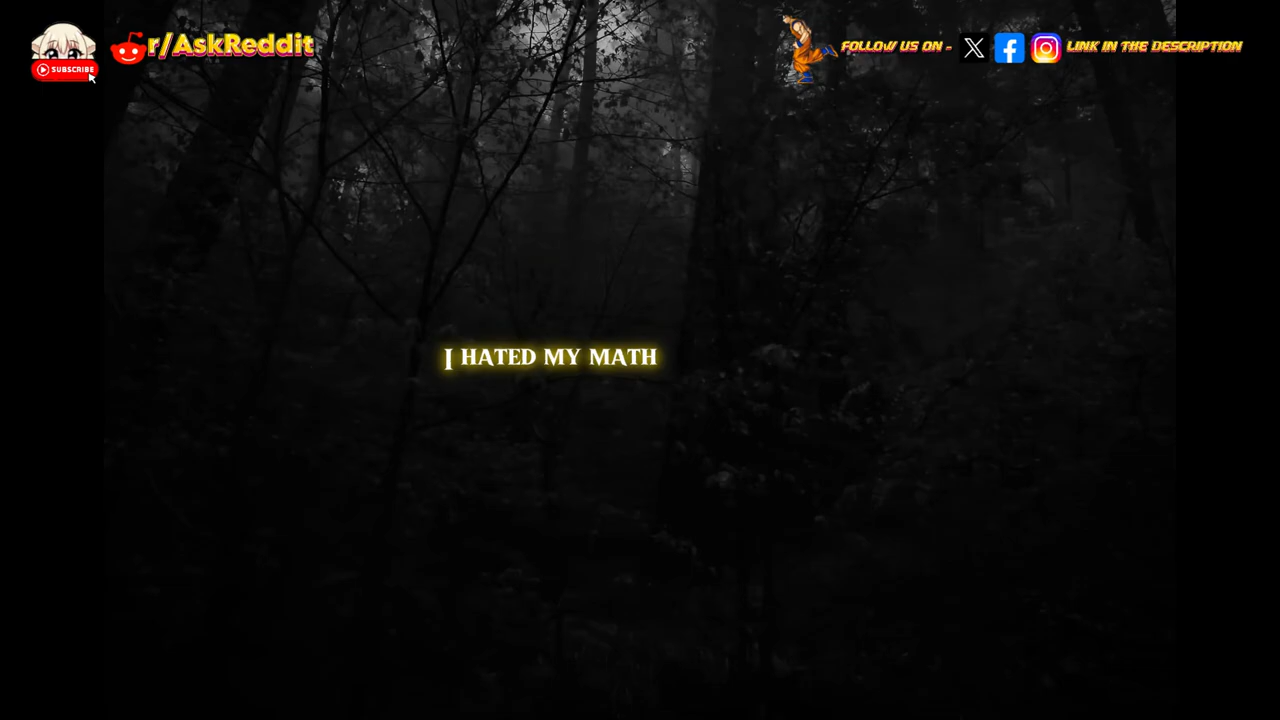 SUBSCRIBE
r/AskReddit
FOLLOW US ON -
LINK IN THE DESCRIPTION
I HATED MY MATH